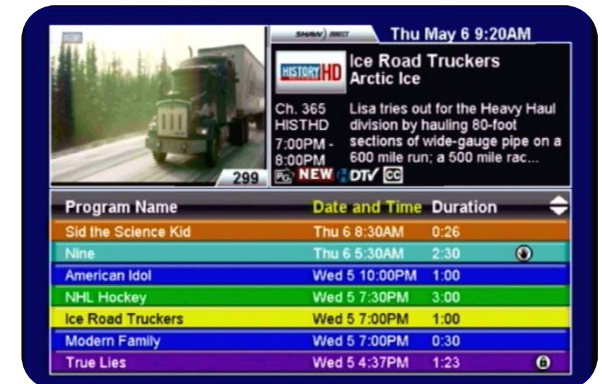 SHAW) DIRECT
Thu May 6 9:20AM
HISTORY HD
Ice Road Truckers
Arctic Ice
Ch. 365
HISTHD
7:00PM -
8:00PM
Lisa tries out for the Heavy Haul
division by hauling 80-foot
sections of wide-gauge pipe on a
600 mile run; a 500 mile rac...
PG NEW HDTV CC
299
Program Name Date and Time Duration
Sid the Science Kid Thu 6 8:30AM 0:26
Nine Thu 6 5:30AM 2:30
American Idol Wed 5 10:00PM 1:00
NHL Hockey Wed 5 7:30PM 3:00
Ice Road Truckers Wed 5 7:00PM 1:00
Modern Family Wed 5 7:00PM 0:30
True Lies Wed 5 4:37PM 1:23